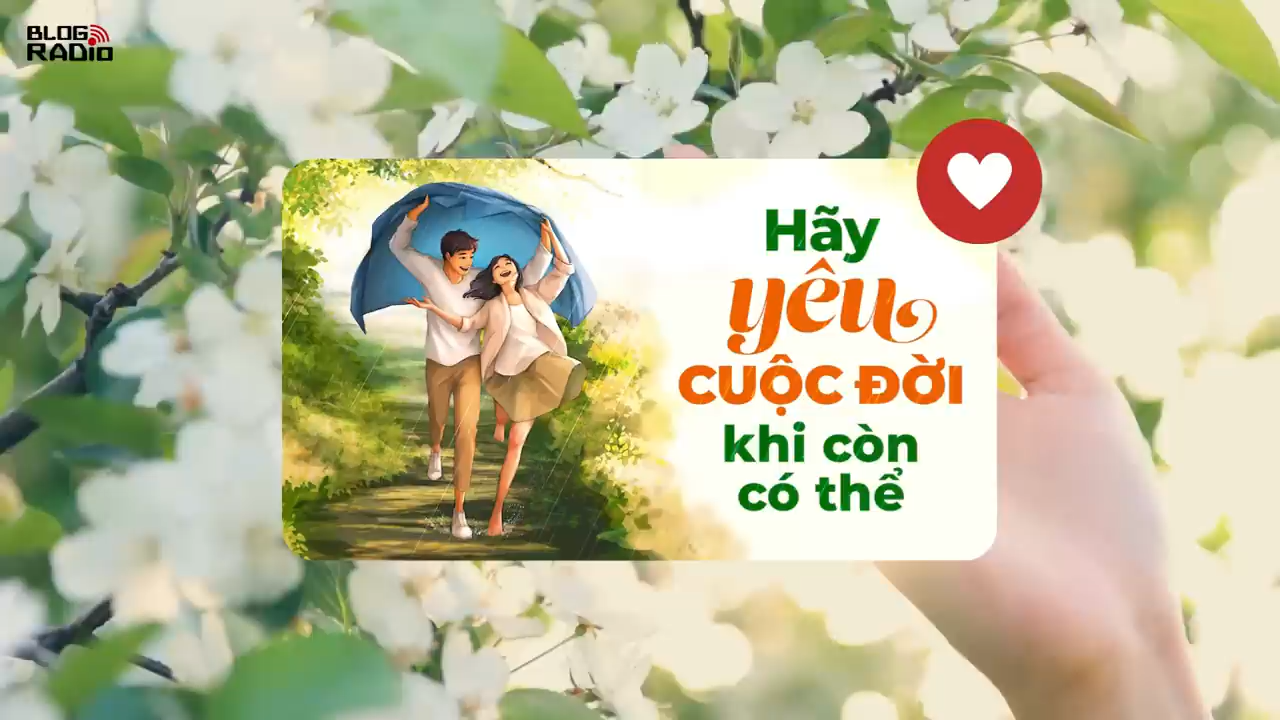 BLOG
RADIO
Hãy
yêu
CUỘC ĐỜI
khi còn
có thể